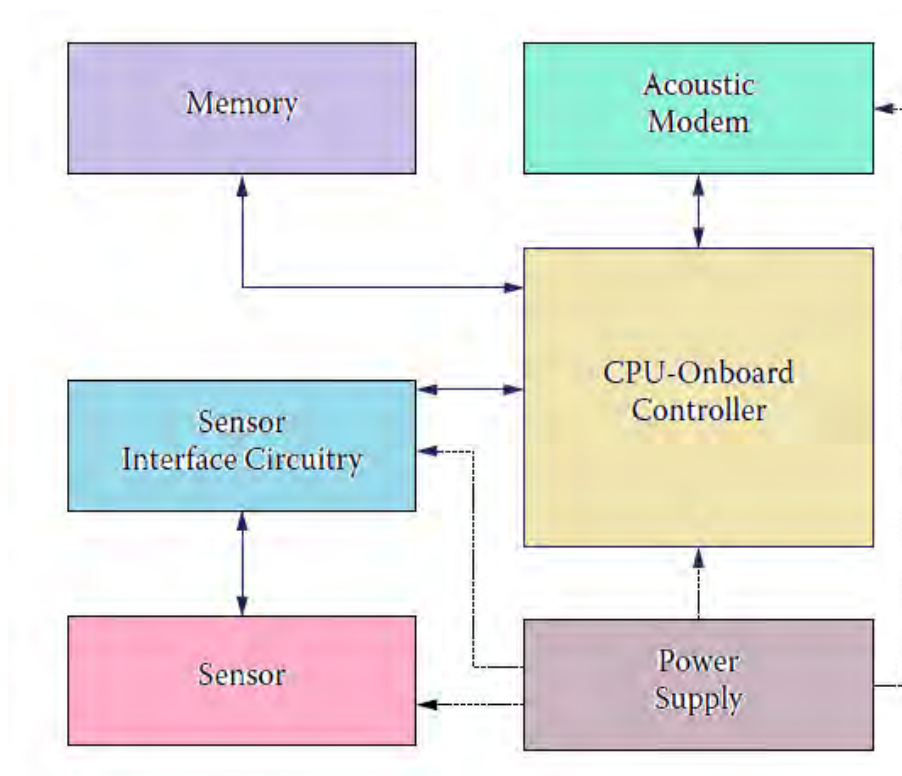 Memory
Acoustic
Modem
CPU-Onboard
Controller
Sensor
Interface Circuitry
Sensor
Power
Supply